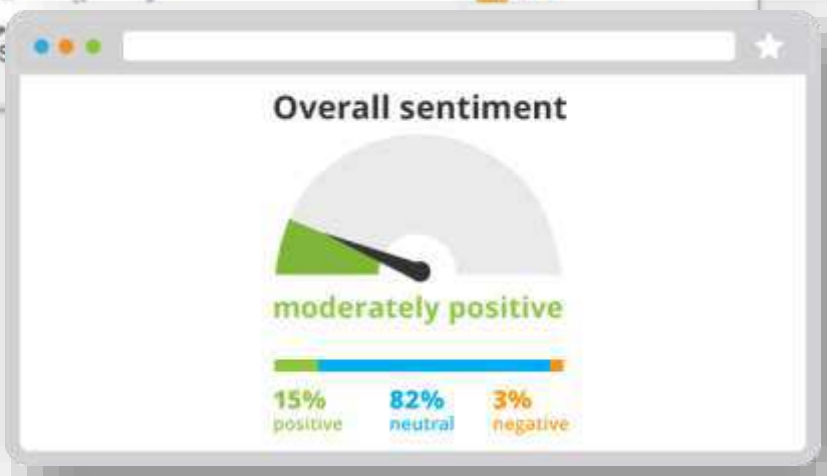 Overall sentiment
moderately positive
15% 82% 3%
positive neutral negative